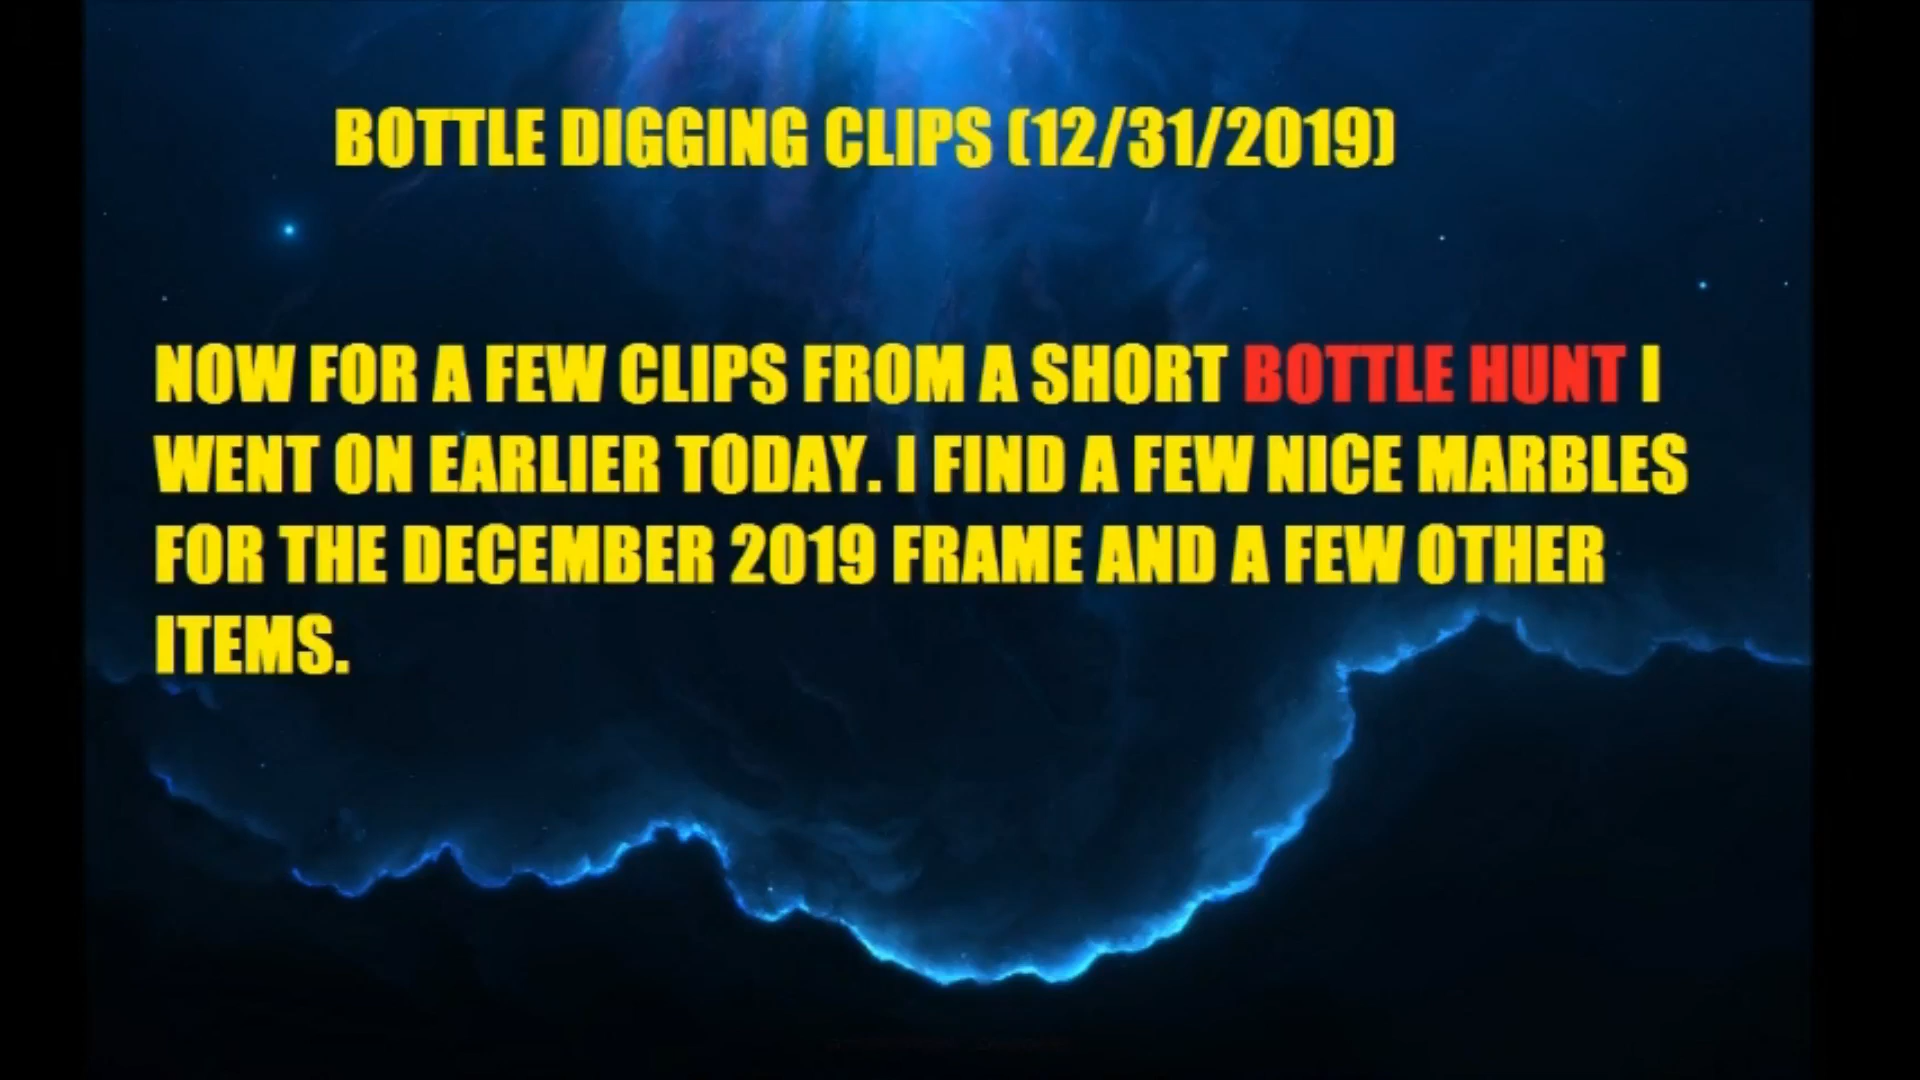 BOTTLE DIGGING CLIPS (12/31/2019)
NOW FOR A FEW CLIPS FROM A SHORT BOTTLE HUNT I
WENT ON EARLIER TODAY. I FIND A FEW NICE MARBLES
FOR THE DECEMBER 2019 FRAME AND A FEW OTHER
ITEMS.